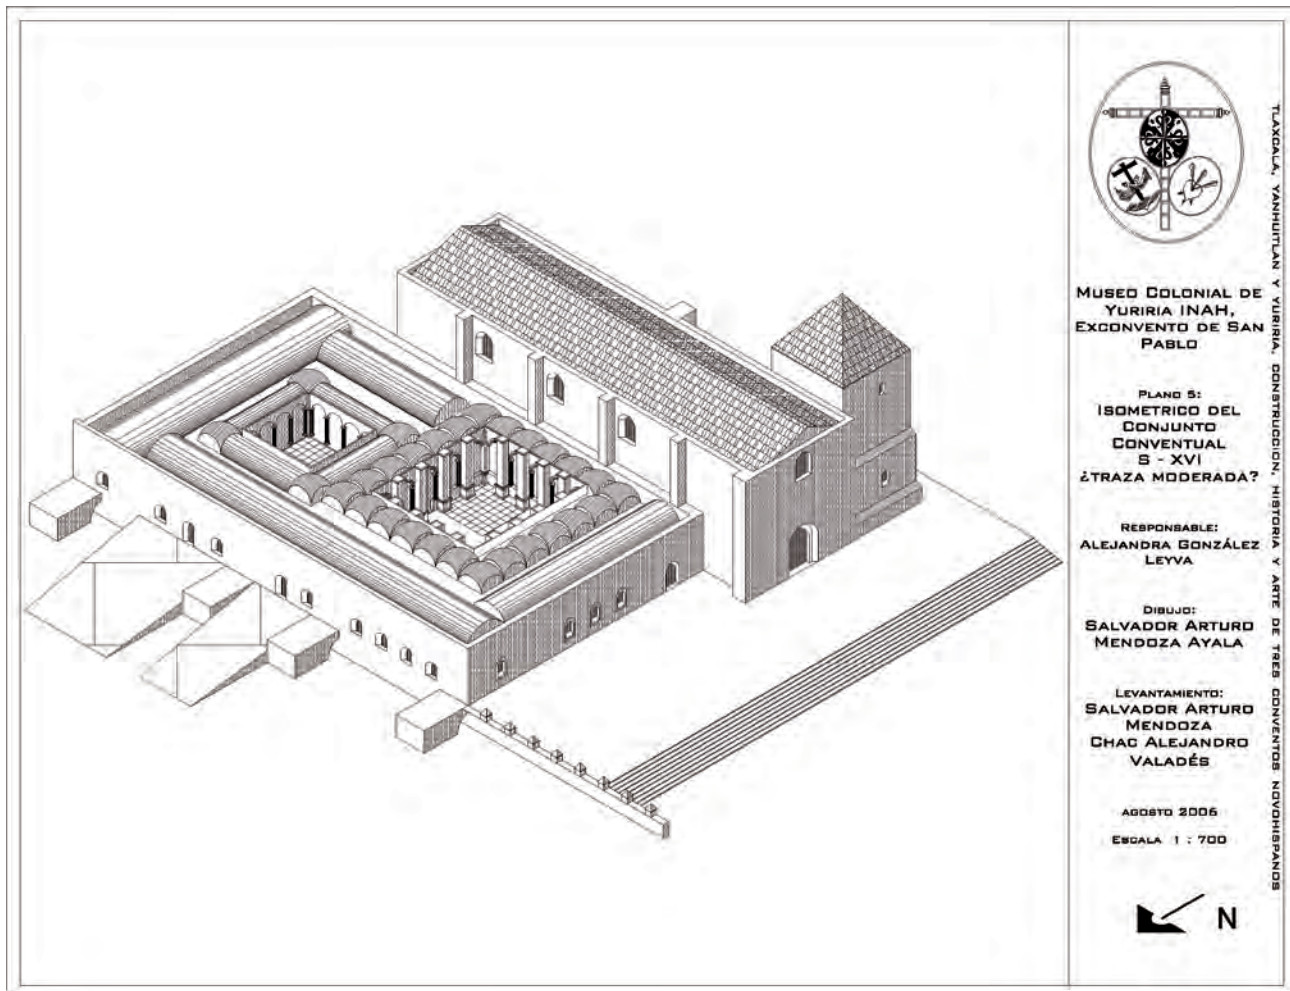 MUSEO COLONIAL DE
YURIRIA INAH,
EXCONVENTO DE SAN
PABLO
PLANO 5:
ISOMETRICO DEL
CONJUNTO
CONVENTUAL
S - XVI
¿TRAZA MODERADA?
RESPONSABLE:
ALEJANDRA GONZÁLEZ
LEYVA
DIBUJO:
SALVADOR ARTURO
MENDOZA AYALA
LEVANTAMIENTO:
SALVADOR ARTURO
MENDOZA
CHAC ALEJANDRO
VALADÉS
AGOSTO 2006
ESCALA 1 : 700
N
TLAXCALA, YANHUITLAN Y YURIRIA. CONSTRUCCION, HISTORIA Y ARTE DE TRES CONVENTOS NOVOHISPANOS